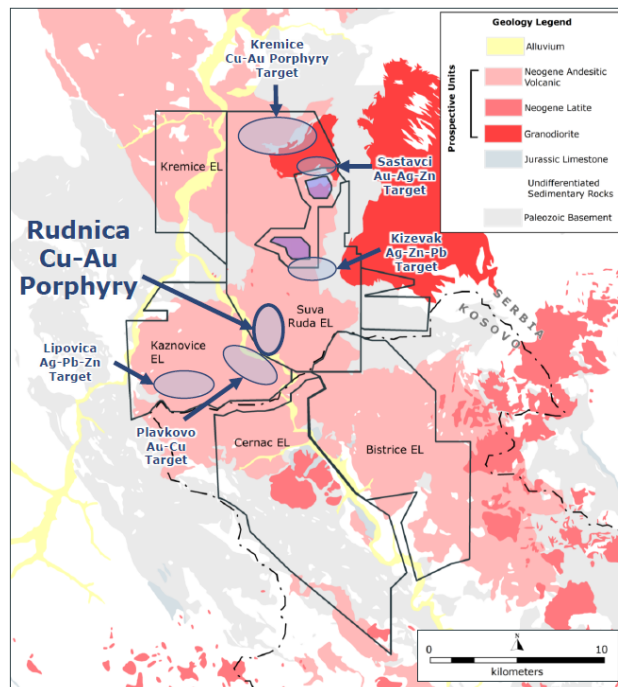 Kremice
Cu-Au Porphyry
Target
Geology Legend
Alluvium
Prospective Units
Neogene Andesitic
Volcanic
Neogene Latite
Granodiorite
Jurassic Limestone
Undifferentiated
Sedimentary Rocks
Paleozoic Basement
Kremice EL
Sastavci
Au-Ag-Zn
Target
Rudnica
Cu-Au
Porphyry
Kizevak
Ag-Zn-Pb
Target
SERBIA
KOSOVO
Suva
Ruda EL
Kaznovice
EL
Lipovica
Ag-Pb-Zn
Target
Plavkovo
Au-Cu
Target
Cernac EL
Bistrice EL
N
0 10
kilometers